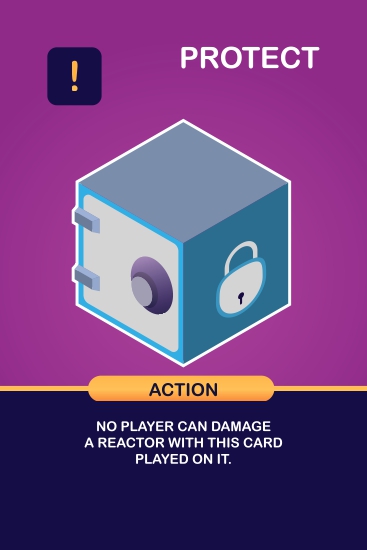 !
PROTECT
ACTION
NO PLAYER CAN DAMAGE
A REACTOR WITH THIS CARD
PLAYED ON IT.